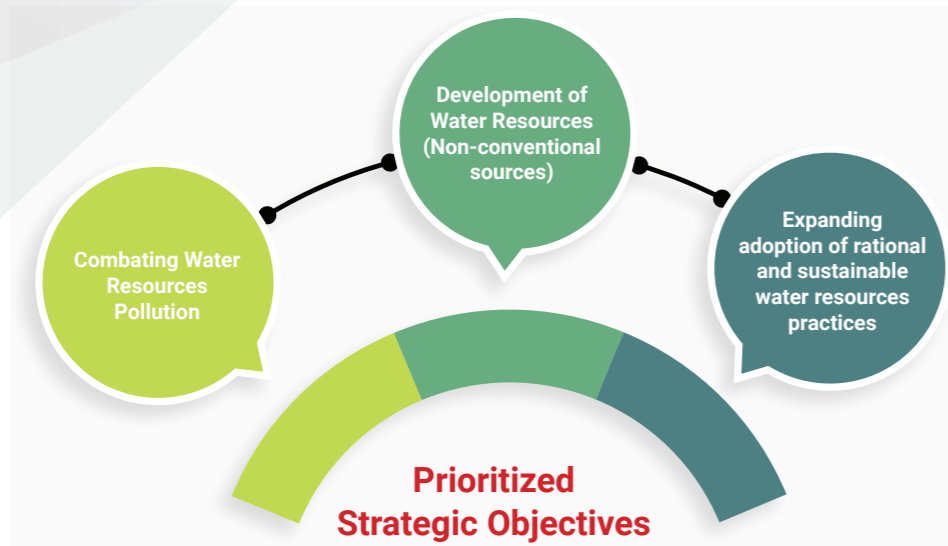 Combating Water
Resources
Pollution
Development of
Water Resources
(Non-conventional
sources)
Expanding
adoption of rational
and sustainable
water resources
practices
Prioritized
Strategic Objectives